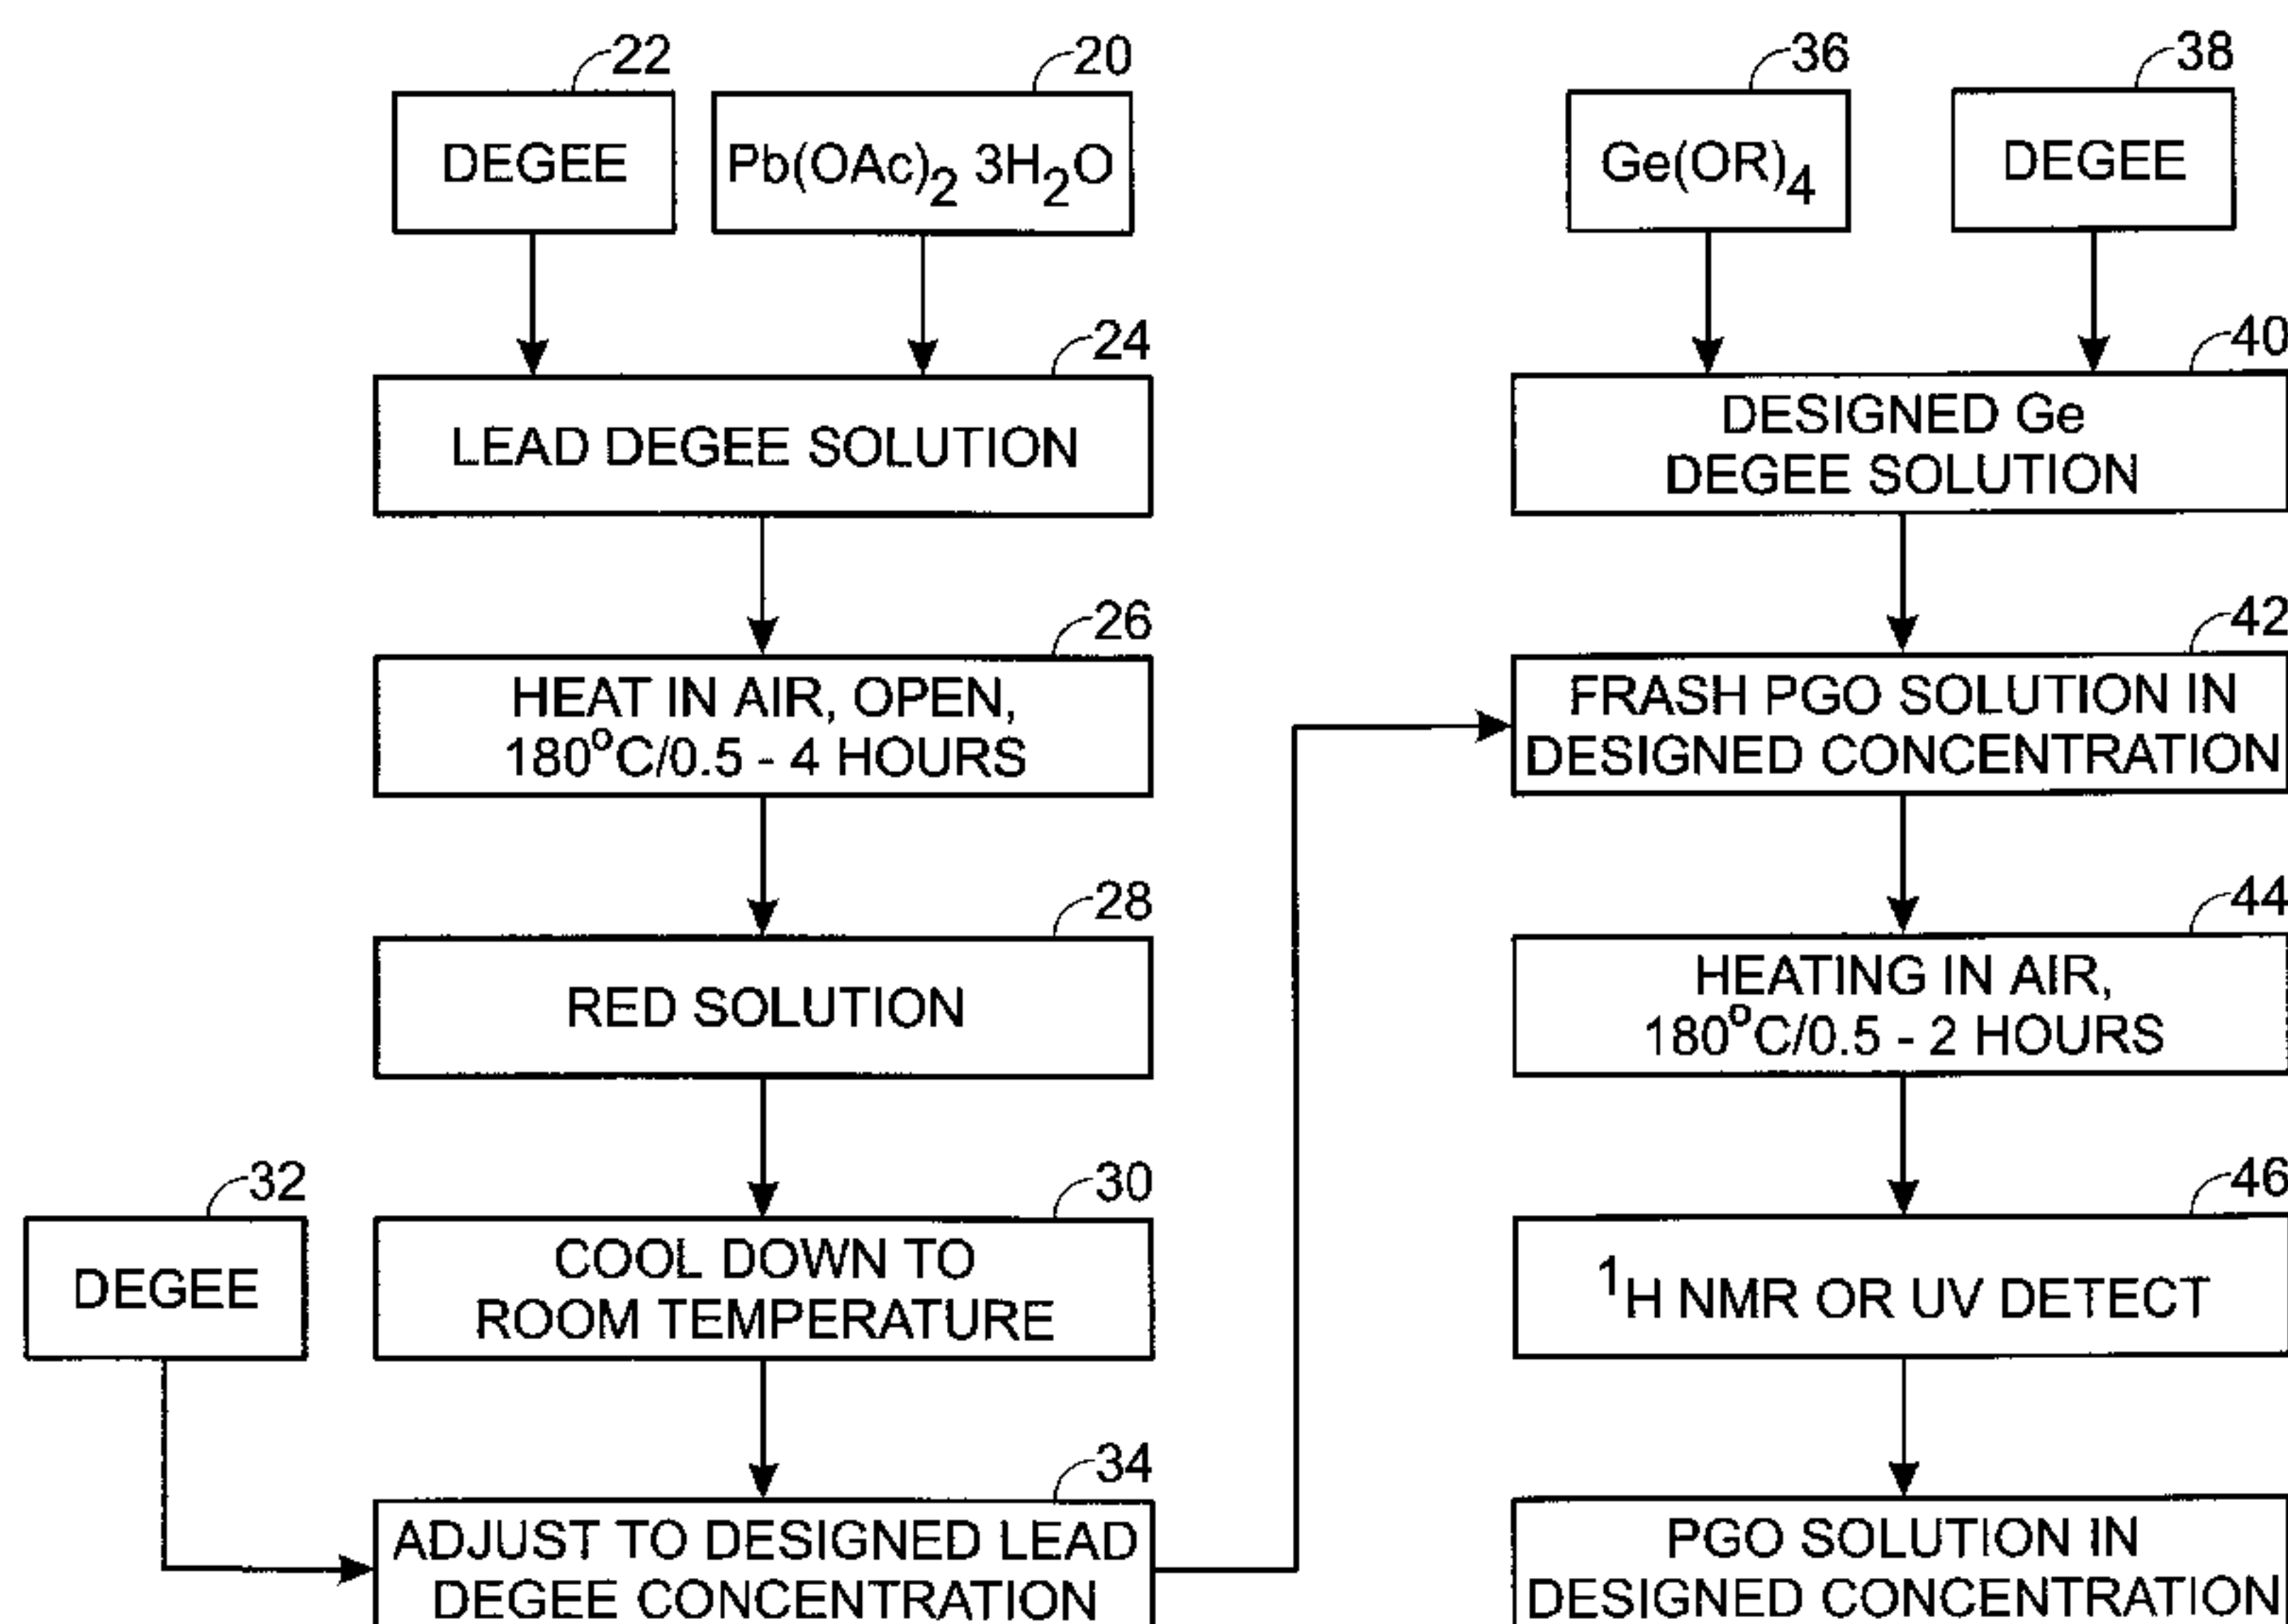 22
DEGEE
20
Pb(OAc)2 3H2O
24
LEAD DEGEE SOLUTION
26
HEAT IN AIR, OPEN,
180°C/0.5 - 4 HOURS
28
RED SOLUTION
30
COOL DOWN TO
ROOM TEMPERATURE
32
DEGEE
34
ADJUST TO DESIGNED LEAD
DEGEE CONCENTRATION
36
Ge(OR)4
38
DEGEE
40
DESIGNED Ge
DEGEE SOLUTION
42
FRASH PGO SOLUTION IN
DESIGNED CONCENTRATION
44
HEATING IN AIR,
180°C/0.5 - 2 HOURS
46
1H NMR OR UV DETECT
PGO SOLUTION IN
DESIGNED CONCENTRATION